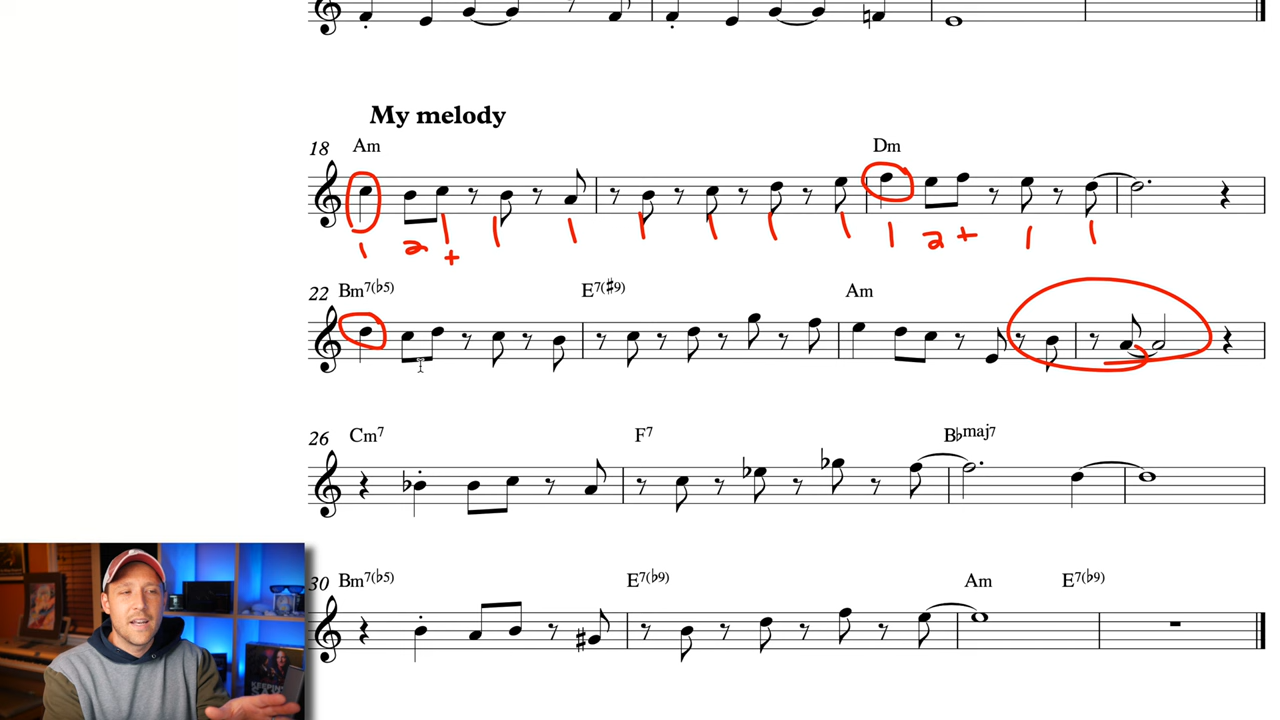 My melody
18 Am Dm
1 2 + 1 1 1 1 1 1 1 2 + 1 1
22 Bm7(♭5) E7(♯9) Am
26 Cm7 F7 B♭maj7
30 Bm7(♭5) E7(♭9) Am E7(♭9)